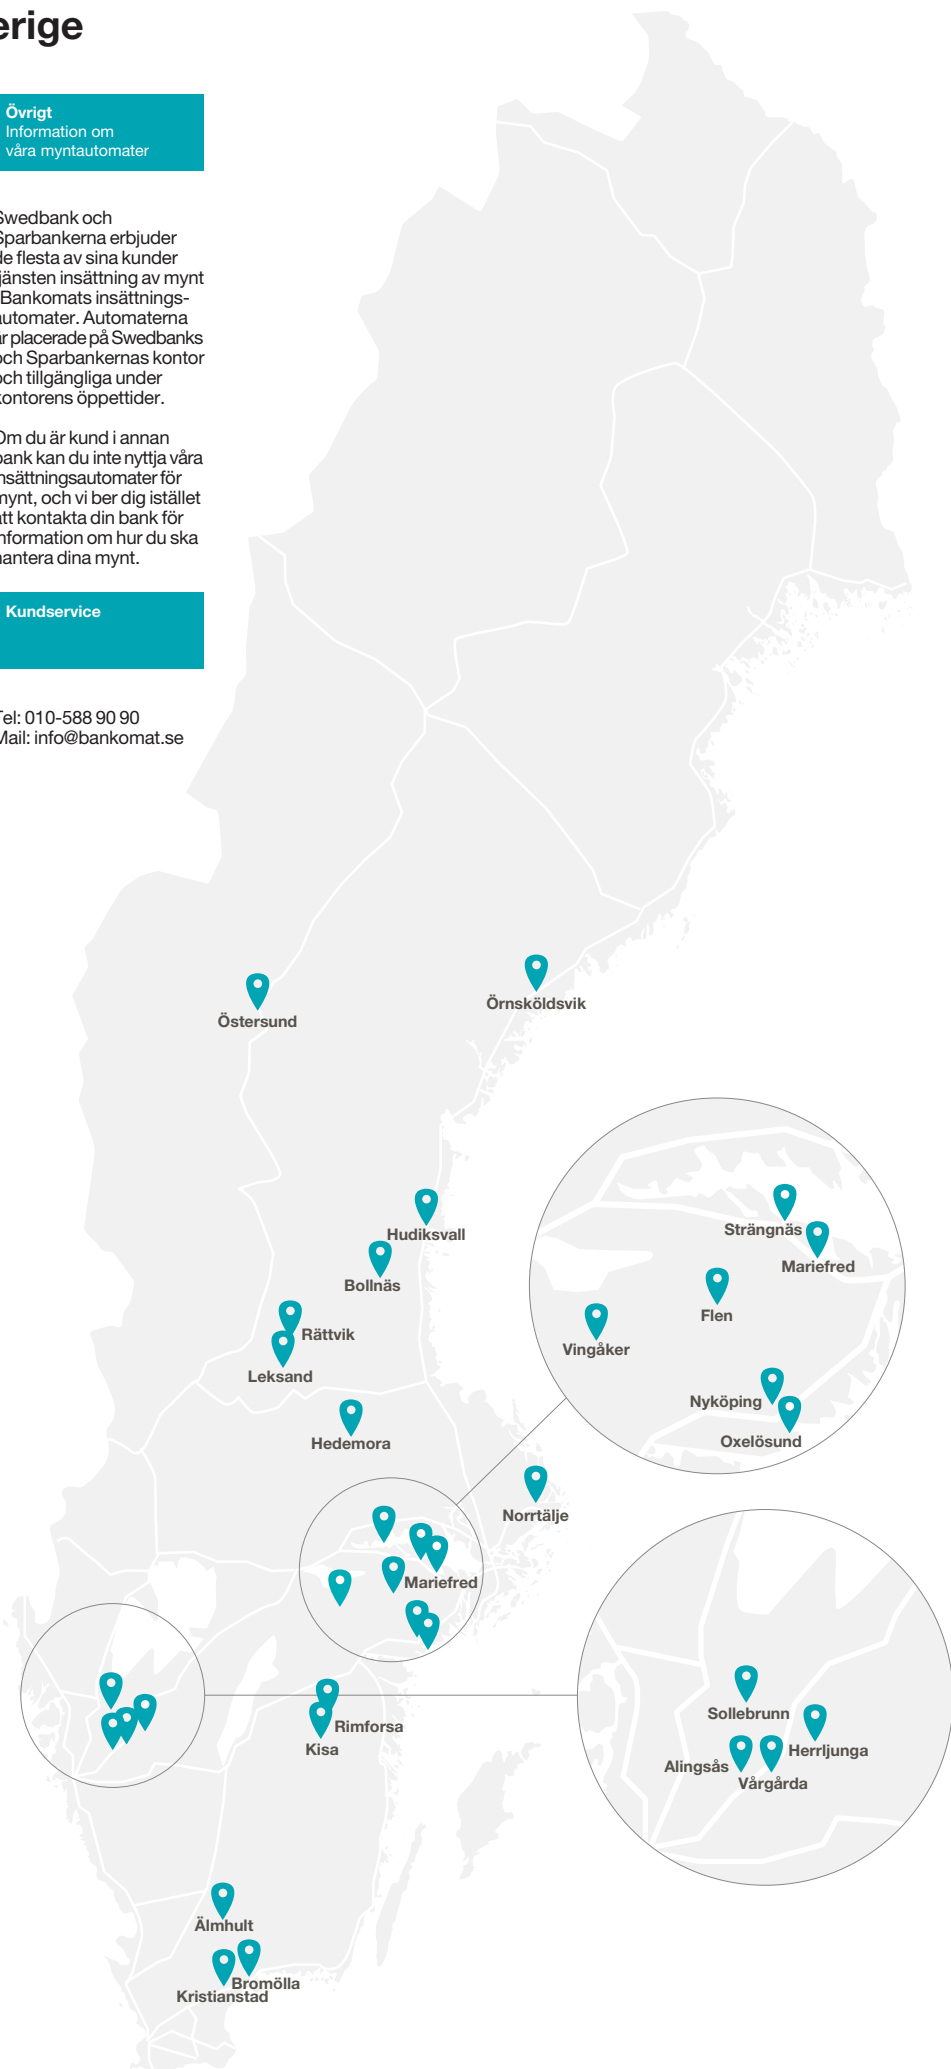 erige
Övrigt
Information om
våra myntautomater
Swedbank och
Sparbankerna erbjuder
de flesta av sina kunder
tjänsten insättning av mynt
i Bankomats insättnings-
automater. Automaterna
är placerade på Swedbanks
och Sparbankernas kontor
och tillgängliga under
kontorens öppettider.
Om du är kund i annan
bank kan du inte nyttja våra
insättningsautomater för
mynt, och vi ber dig istället
att kontakta din bank för
information om hur du ska
hantera dina mynt.
Kundservice
Tel: 010-588 90 90
Mail: info@bankomat.se
Östersund
Örnsköldsvik
Hudiksvall
Bollnäs
Rättvik
Leksand
Hedemora
Norrtälje
Mariefred
Strängnäs
Mariefred
Flen
Vingåker
Nyköping
Oxelösund
Rimforsa
Kisa
Sollebrunn
Herrljunga
Alingsås
Vårgårda
Älmhult
Bromölla
Kristianstad